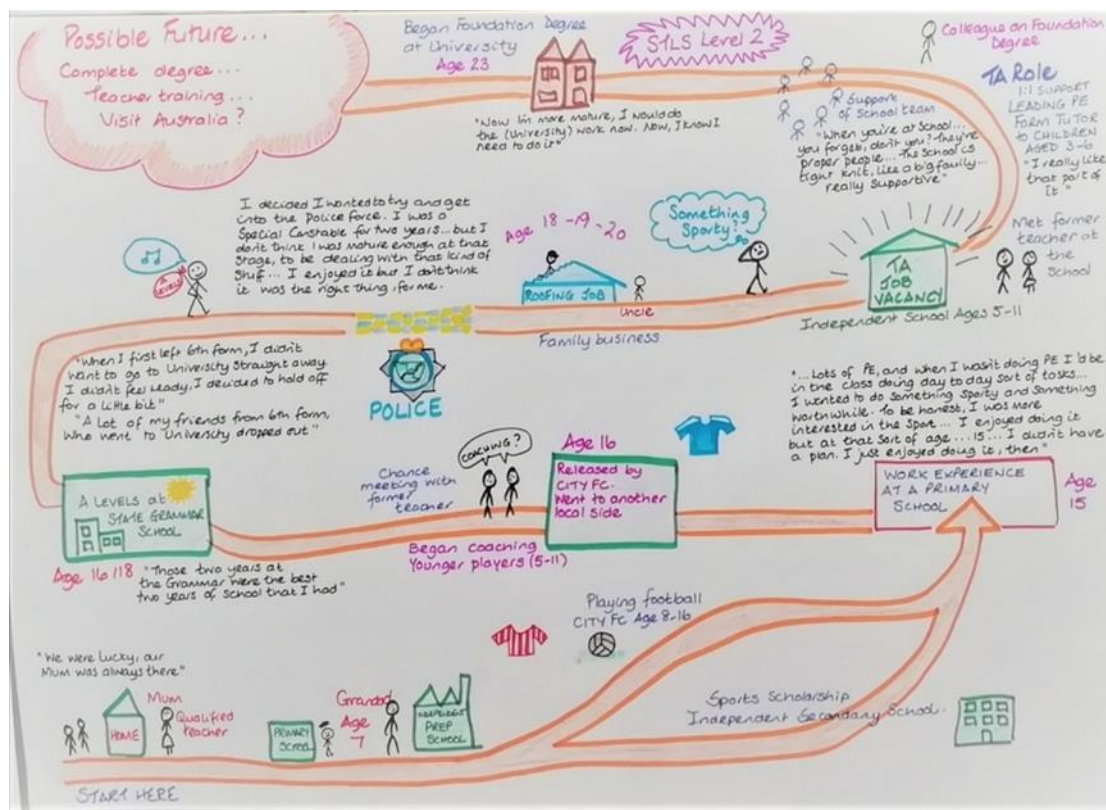 Possible Future...
Complete degree...
Teacher training...
Visit Australia?
Began Foundation Degree
at University
Age 23
"Now I'm more mature, I would do
the (University) work now. Now, I know I
need to do it"
STLS Level 2
Support
of School team
"When you're at School...
you forget, don't you? They're
proper people... The School is
tight knit, like a big family...
really supportive"
Colleague on Foundation
Degree
TA Role
1:1 SUPPORT
LEADING PE
FORM TUTOR
to CHILDREN
AGED 3-6
"I really like
that part of
it"
Met former
teacher at
the
School
TA
JOB
VACANCY
Independent School Ages 5-11
Something
Sporty?
Age 18-19-20
ROOFING JOB
Uncle
Family business
I decided I wanted to try and get
into the Police Force. I was a
Special Constable for two years... but I
don't think I was mature enough at that
stage, to be dealing with that kind of
stuff... I enjoyed it but I don't think
it was the right thing, for me.
POLICE
A LEVELS
"When I first left 6th form, I didn't
want to go to University straight away.
I didn't feel ready, I decided to hold off
for a little bit"
"A lot of my friends from 6th form,
who went to University dropped out"
A LEVELS at
STATE GRAMMAR
SCHOOL
Age 16/18
"Those two years at
the Grammar were the best
two years of School that I had"
Chance
meeting with
former
teacher
COACHING?
Began coaching
Younger players (5-11)
Age 16
Released by
CITY FC.
Went to another
local side
"...Lots of PE, and when I wasn't doing PE I'd be
in the class doing day to day sort of tasks...
I wanted to do something Sporty and Something
worthwhile. To be honest, I was more
interested in the Sport... I enjoyed doing it
but at that sort of age...15... I didn't have
a plan. I just enjoyed doing it, then"
WORK EXPERIENCE
AT A PRIMARY
SCHOOL
Age
15
Playing football
CITY FC Age 8-16
Sports Scholarship
Independent Secondary School.
"We were Lucky, our
Mum was always there"
HOME
Mum
Qualified
teacher
PRIMARY
SCHOOL
Grandad
Age
7
INDEPENDENT
PREP
SCHOOL
START HERE